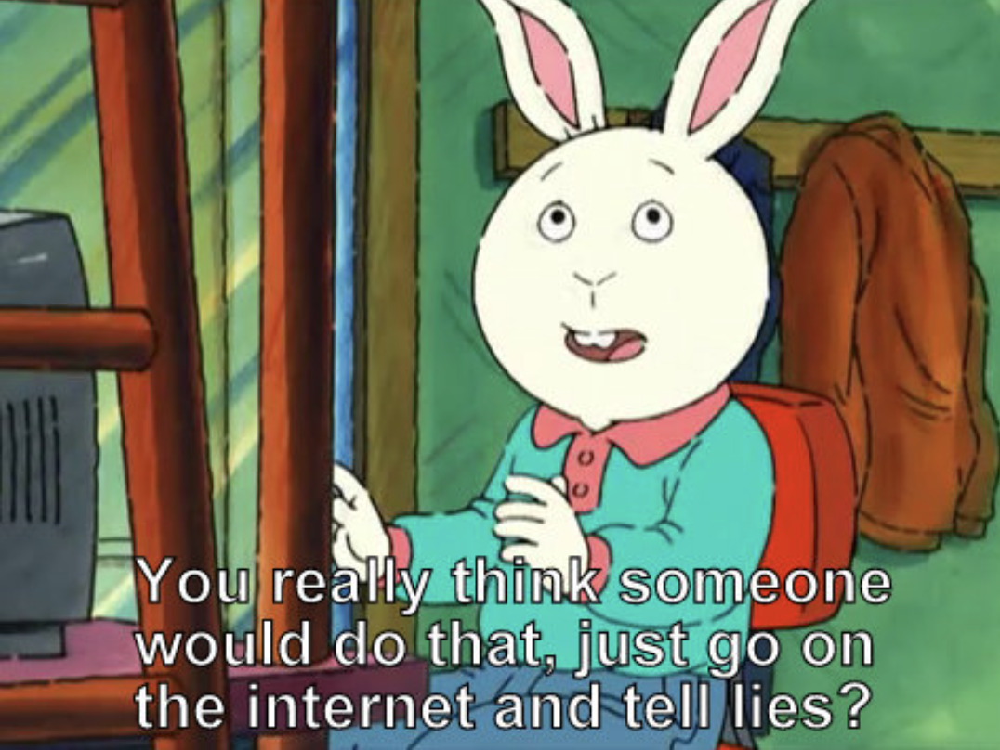 You really think someone
would do that, just go on
the internet and tell lies?